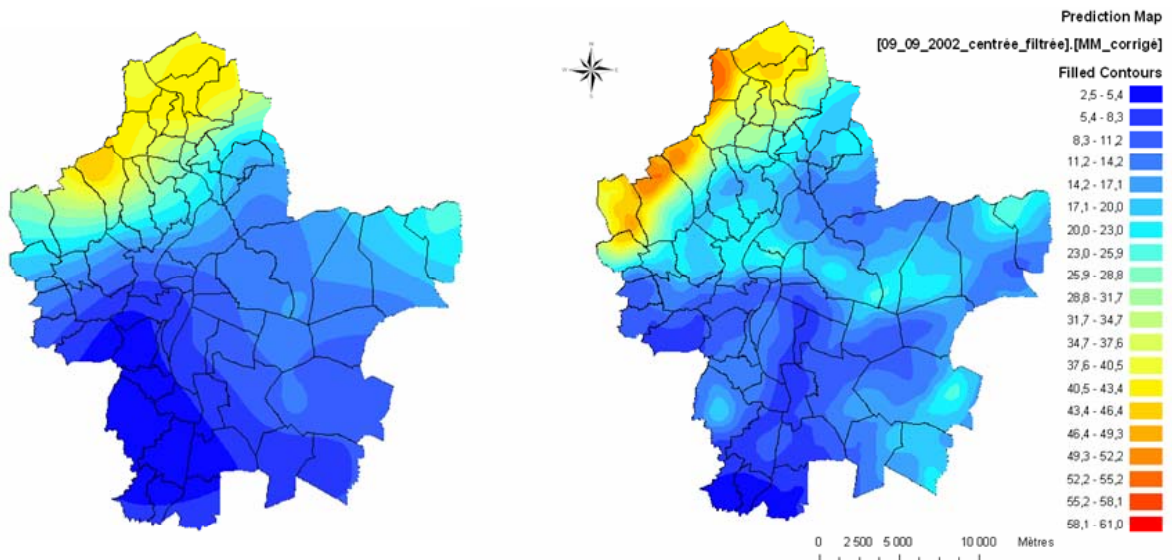 Prediction Map
[09_09_2002_centrée_filtrée].[MM_corrigé]
Filled Contours
2,5 - 5,4
5,4 - 8,3
8,3 - 11,2
11,2 - 14,2
14,2 - 17,1
17,1 - 20,0
20,0 - 23,0
23,0 - 25,9
25,9 - 28,8
28,8 - 31,7
31,7 - 34,7
34,7 - 37,6
37,6 - 40,5
40,5 - 43,4
43,4 - 46,4
46,4 - 49,3
49,3 - 52,2
52,2 - 55,2
55,2 - 58,1
58,1 - 61,0
0 2 500 5 000 10 000 Mètres